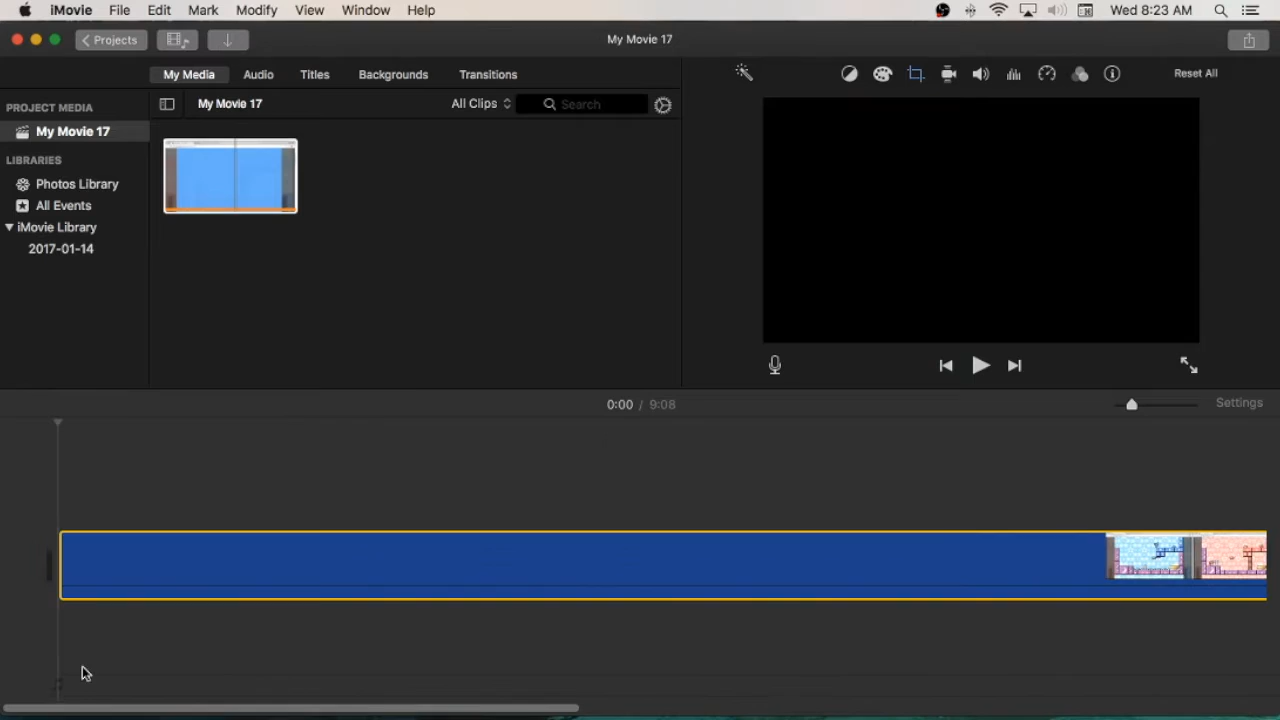 iMovie File Edit Mark Modify View Window Help Wed 8:23 AM
Projects My Movie 17
My Media Audio Titles Backgrounds Transitions Reset All
PROJECT MEDIA My Movie 17 All Clips Search
My Movie 17
LIBRARIES
Photos Library
All Events
iMovie Library
2017-01-14
0:00 / 9:08 Settings